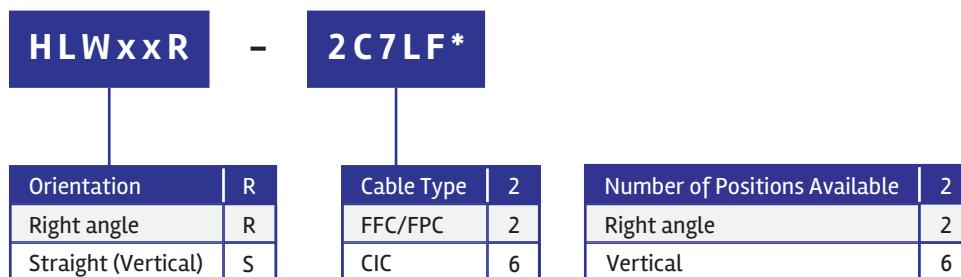 HLWxxR - 2C7LF*
Orientation R Cable Type 2 Number of Positions Available 2
Right angle R FFC/FPC 2 Right angle 2
Straight (Vertical) S CIC 6 Vertical 6